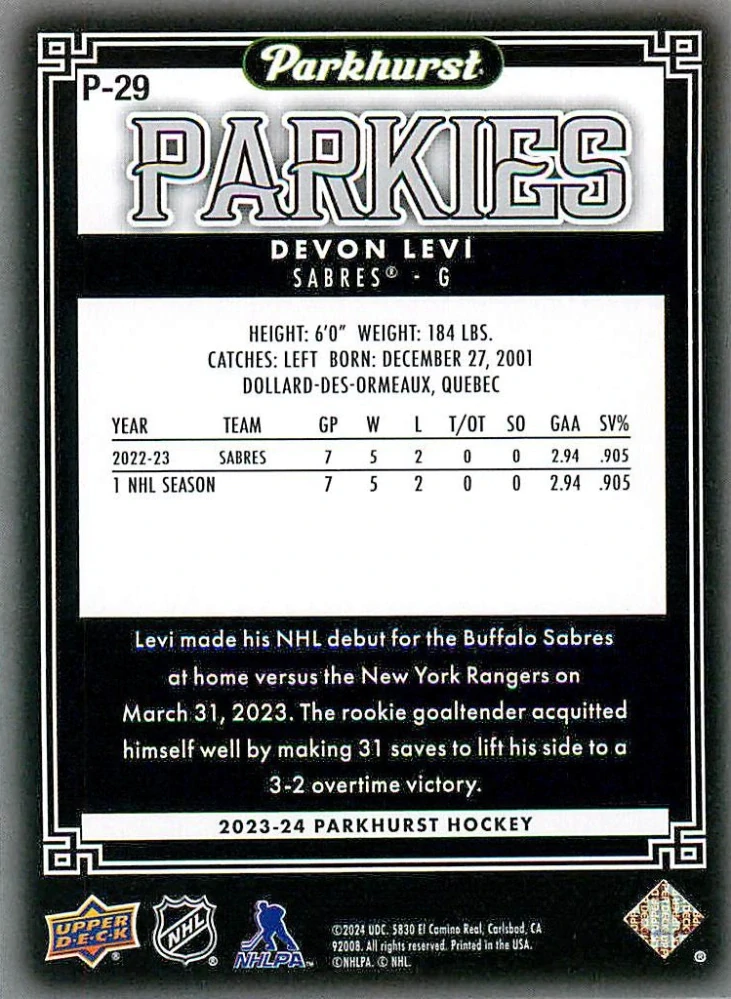 Parkhurst
P-29
PARKIES
DEVON LEVI
SABRES® - G
HEIGHT: 6'0" WEIGHT: 184 LBS.
CATCHES: LEFT BORN: DECEMBER 27, 2001
DOLLARD-DES-ORMEAUX, QUEBEC
YEAR TEAM GP W L T/OT SO GAA SV%
2022-23 SABRES 7 5 2 0 0 2.94 .905
1 NHL SEASON 7 5 2 0 0 2.94 .905
Levi made his NHL debut for the Buffalo Sabres
at home versus the New York Rangers on
March 31, 2023. The rookie goaltender acquitted
himself well by making 31 saves to lift his side to a
3-2 overtime victory.
2023-24 PARKHURST HOCKEY
UPPER
D·E·C·K
®
NHL
®
NHLPA™
©2024 UDC. 5830 El Camino Real, Carlsbad, CA
92008. All rights reserved. Printed in the USA.
©NHLPA. © NHL.
®